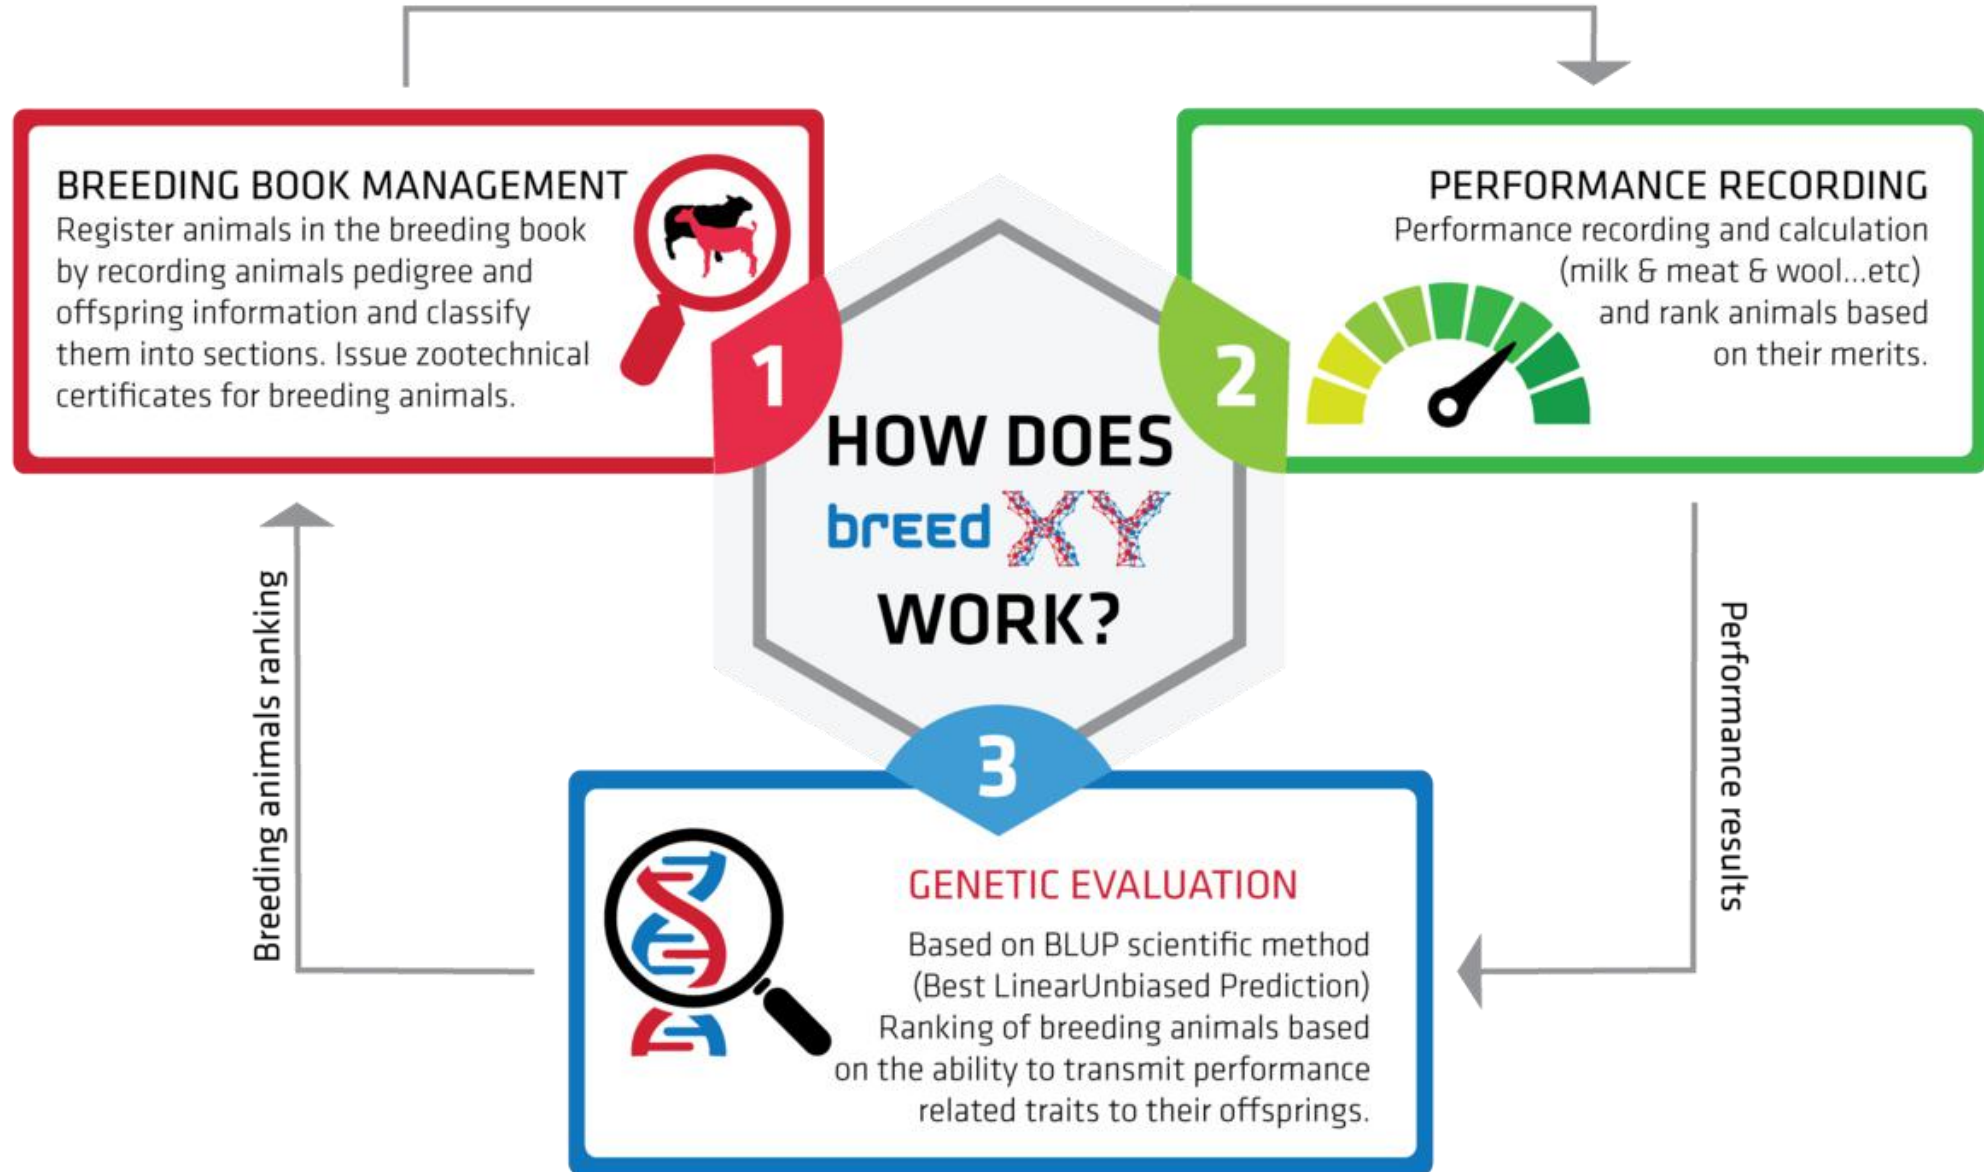 BREEDING BOOK MANAGEMENT
Register animals in the breeding book
by recording animals pedigree and
offspring information and classify
them into sections. Issue zootechnical
certificates for breeding animals.
1
PERFORMANCE RECORDING
Performance recording and calculation
(milk & meat & wool...etc)
and rank animals based
on their merits.
2
HOW DOES
breed XY
WORK?
Breeding animals ranking
Performance results
3
GENETIC EVALUATION
Based on BLUP scientific method
(Best LinearUnbiased Prediction)
Ranking of breeding animals based
on the ability to transmit performance
related traits to their offsprings.